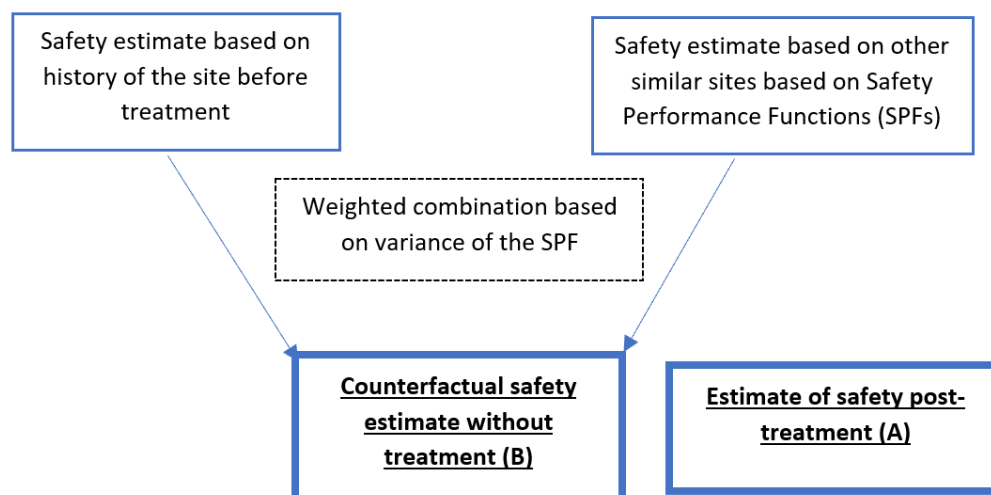 Safety estimate based on
history of the site before
treatment
Safety estimate based on other
similar sites based on Safety
Performance Functions (SPFs)
Weighted combination based
on variance of the SPF
Counterfactual safety
estimate without
treatment (B)
Estimate of safety post-
treatment (A)